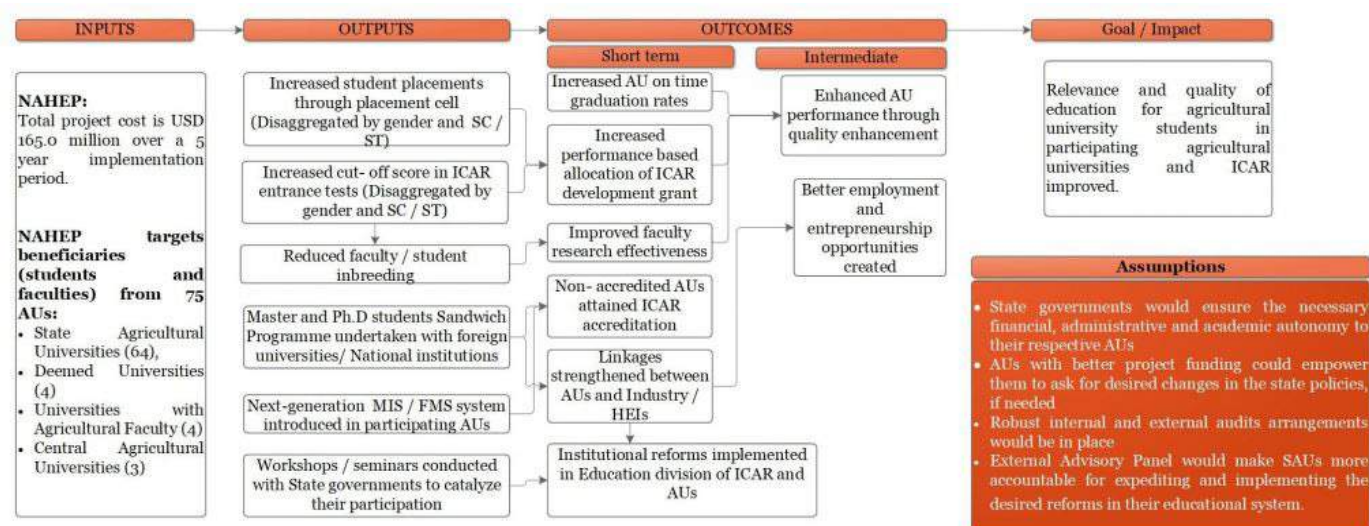 INPUTS
OUTPUTS
OUTCOMES
Goal / Impact
Short term
Intermediate
NAHEP:
Total project cost is USD
165.0 million over a 5
year implementation
period.
NAHEP targets
beneficiaries
(students and
faculties) from 75
AUs:
• State Agricultural
Universities (64),
• Deemed Universities
(4)
• Universities with
Agricultural Faculty (4)
• Central Agricultural
Universities (3)
Increased student placements
through placement cell
(Disaggregated by gender and SC /
ST)
Increased cut- off score in ICAR
entrance tests (Disaggregated by
gender and SC / ST)
Reduced faculty / student
inbreeding
Master and Ph.D students Sandwich
Programme undertaken with foreign
universities/ National institutions
Next-generation MIS / FMS system
introduced in participating AUs
Workshops / seminars conducted
with State governments to catalyze
their participation
Increased AU on time
graduation rates
Increased
performance based
allocation of ICAR
development grant
Improved faculty
research effectiveness
Non- accredited AUs
attained ICAR
accreditation
Linkages
strengthened between
AUs and Industry /
HEIs
Institutional reforms implemented
in Education division of ICAR and
AUs
Enhanced AU
performance through
quality enhancement
Better employment
and
entrepreneurship
opportunities
created
Relevance and quality of
education for agricultural
university students in
participating agricultural
universities and ICAR
improved.
Assumptions
• State governments would ensure the necessary
financial, administrative and academic autonomy to
their respective AUs
• AUs with better project funding could empower
them to ask for desired changes in the state policies,
if needed
• Robust internal and external audits arrangements
would be in place
• External Advisory Panel would make SAUs more
accountable for expediting and implementing the
desired reforms in their educational system.